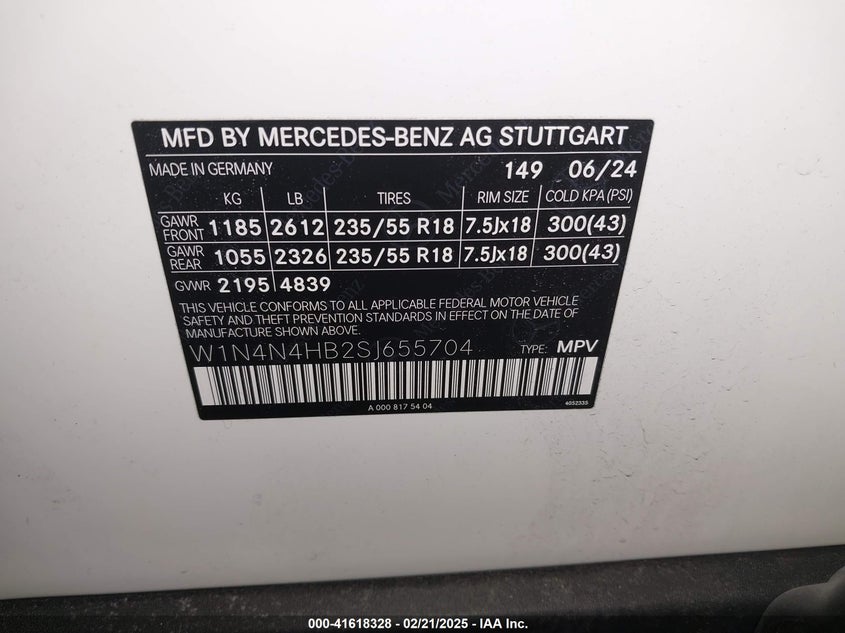 MFD BY MERCEDES-BENZ AG STUTTGART
MADE IN GERMANY 149 06/24
KG LB TIRES RIM SIZE COLD KPA (PSI)
GAWR FRONT 1185 2612 235/55 R18 7.5Jx18 300(43)
GAWR REAR 1055 2326 235/55 R18 7.5Jx18 300(43)
GVWR 2195 4839
THIS VEHICLE CONFORMS TO ALL APPLICABLE FEDERAL MOTOR VEHICLE
SAFETY AND THEFT PREVENTION STANDARDS IN EFFECT ON THE DATE OF
MANUFACTURE SHOWN ABOVE.
W1N4N4HB2SJ655704 TYPE: MPV
A 000 817 54 04 4052335
000-41618328 - 02/21/2025 - IAA Inc.